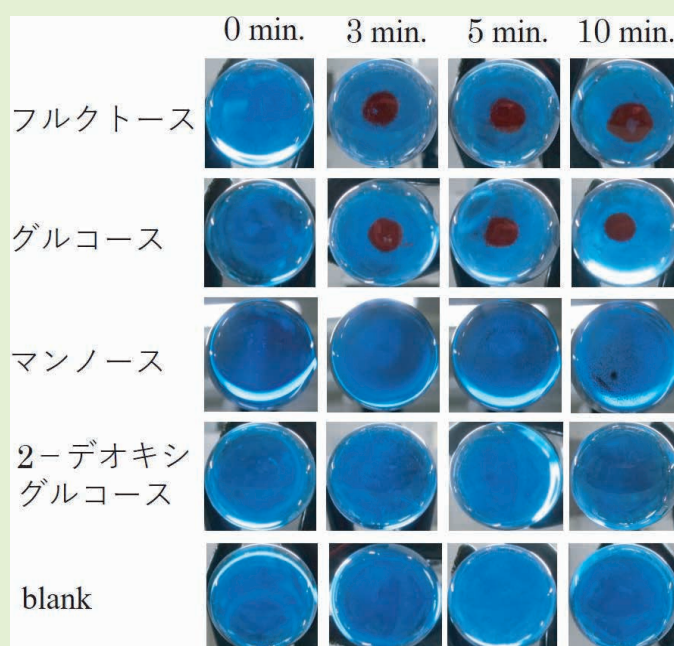 0 min. 3 min. 5 min. 10 min.
フルクトース
グルコース
マンノース
2−デオキシ
グルコース
blank